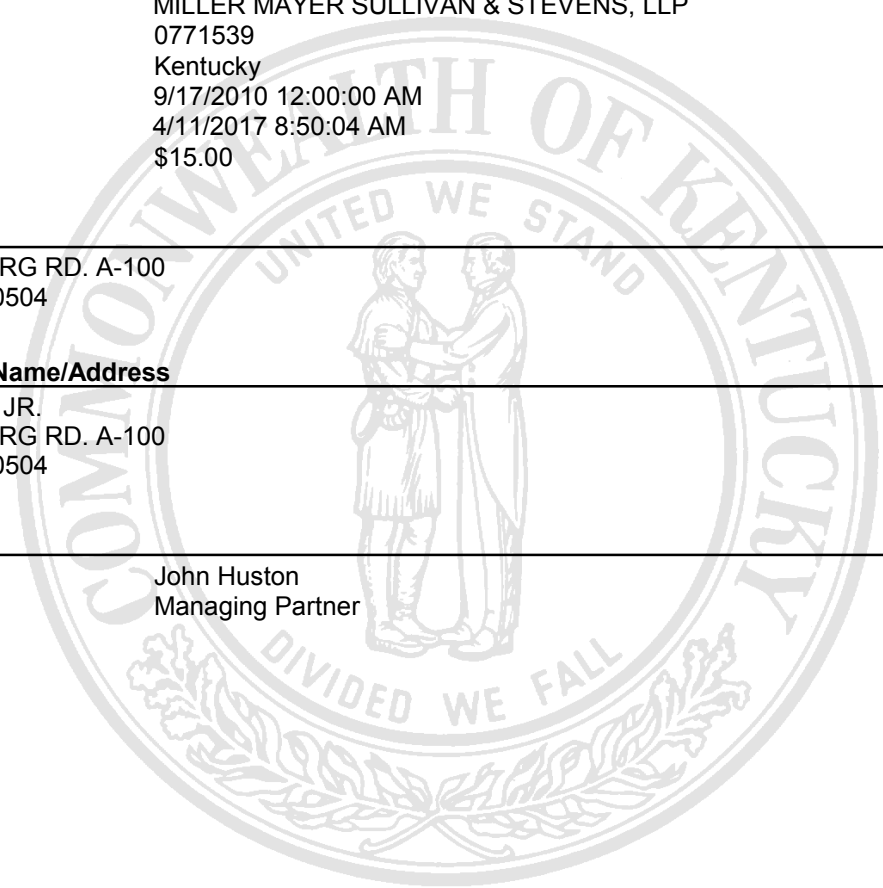 MILLER MAYER SULLIVAN & STEVENS, LLP
0771539
Kentucky
9/17/2010 12:00:00 AM
4/11/2017 8:50:04 AM
$15.00
COMMONWEALTH OF KENTUCKY
UNITED WE STAND
RG RD. A-100
0504
Name/Address
JR.
RG RD. A-100
0504
John Huston
Managing Partner
DIVIDED WE FALL